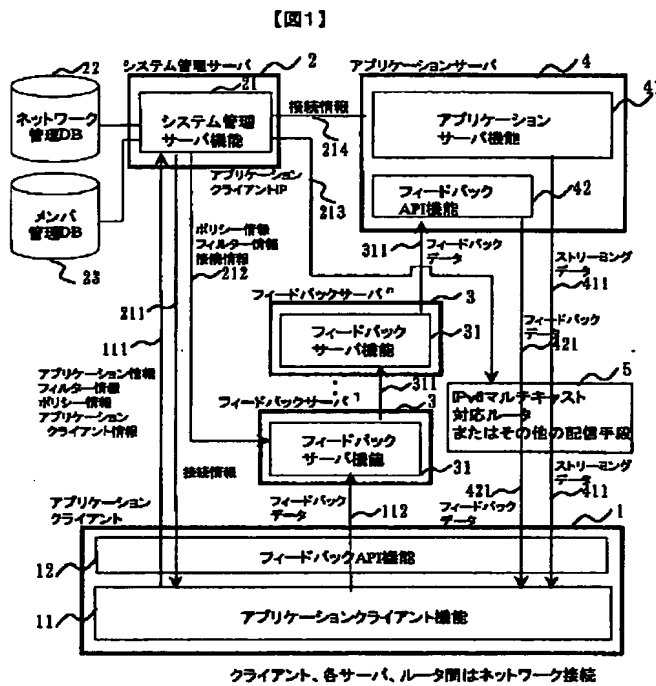 【図1】
システム管理サーバ
2
22
21
ネットワーク
管理DB
システム管理
サーバ機能
接続情報
214
アプリケーションサーバ
4
41
アプリケーション
サーバ機能
メンバ
管理DB
23
アプリケーション
クライアントIP
213
フィードバック
API機能
42
ポリシー情報
フィルター情報
接続情報
212
311
フィードバック
データ
ストリーミング
データ
411
211
111
フィードバックサーバn
3
フィードバック
サーバ機能
31
フィードバック
データ
421
アプリケーション情報
フィルター情報
ポリシー情報
アプリケーション
クライアント情報
311
フィードバックサーバ1
3
フィードバック
サーバ機能
31
5
IPv6マルチキャスト
対応ルータ
またはその他の配信手段
接続情報
フィードバック
データ
112
421
フィードバック
データ
ストリーミング
データ
411
アプリケーション
クライアント
1
12
フィードバックAPI機能
11
アプリケーションクライアント機能
クライアント、各サーバ、ルータ間はネットワーク接続